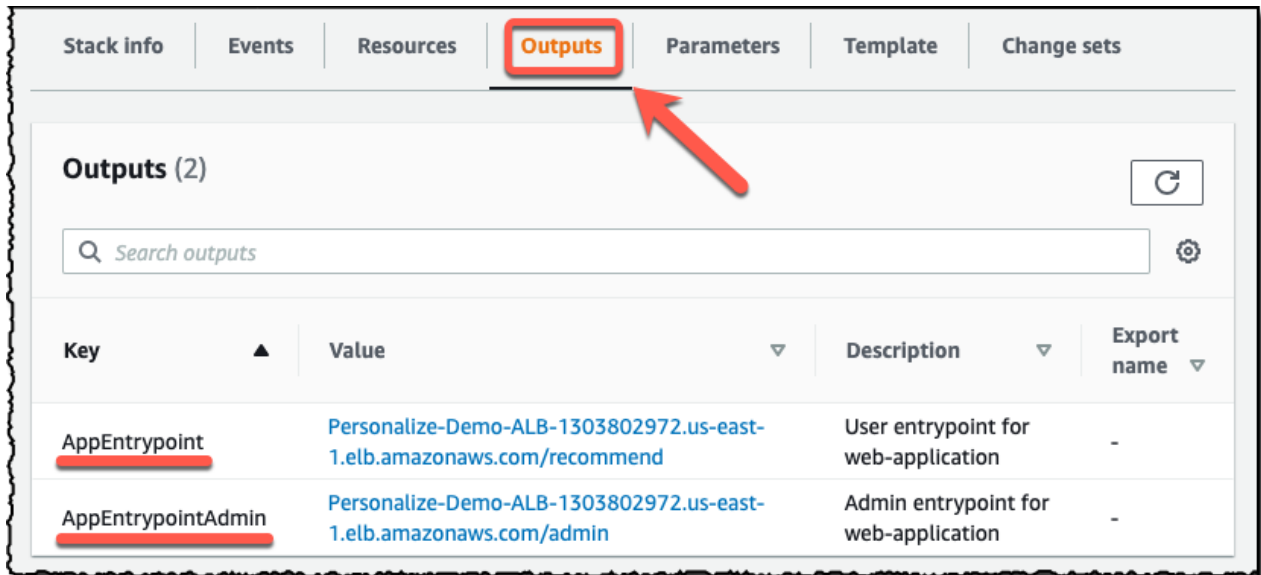 Stack info Events Resources Outputs Parameters Template Change sets
Outputs (2)
Search outputs
Key Value Description Export name
AppEntrypoint Personalize-Demo-ALB-1303802972.us-east- User entrypoint for -
1.elb.amazonaws.com/recommend web-application
AppEntrypointAdmin Personalize-Demo-ALB-1303802972.us-east- Admin entrypoint for -
1.elb.amazonaws.com/admin web-application